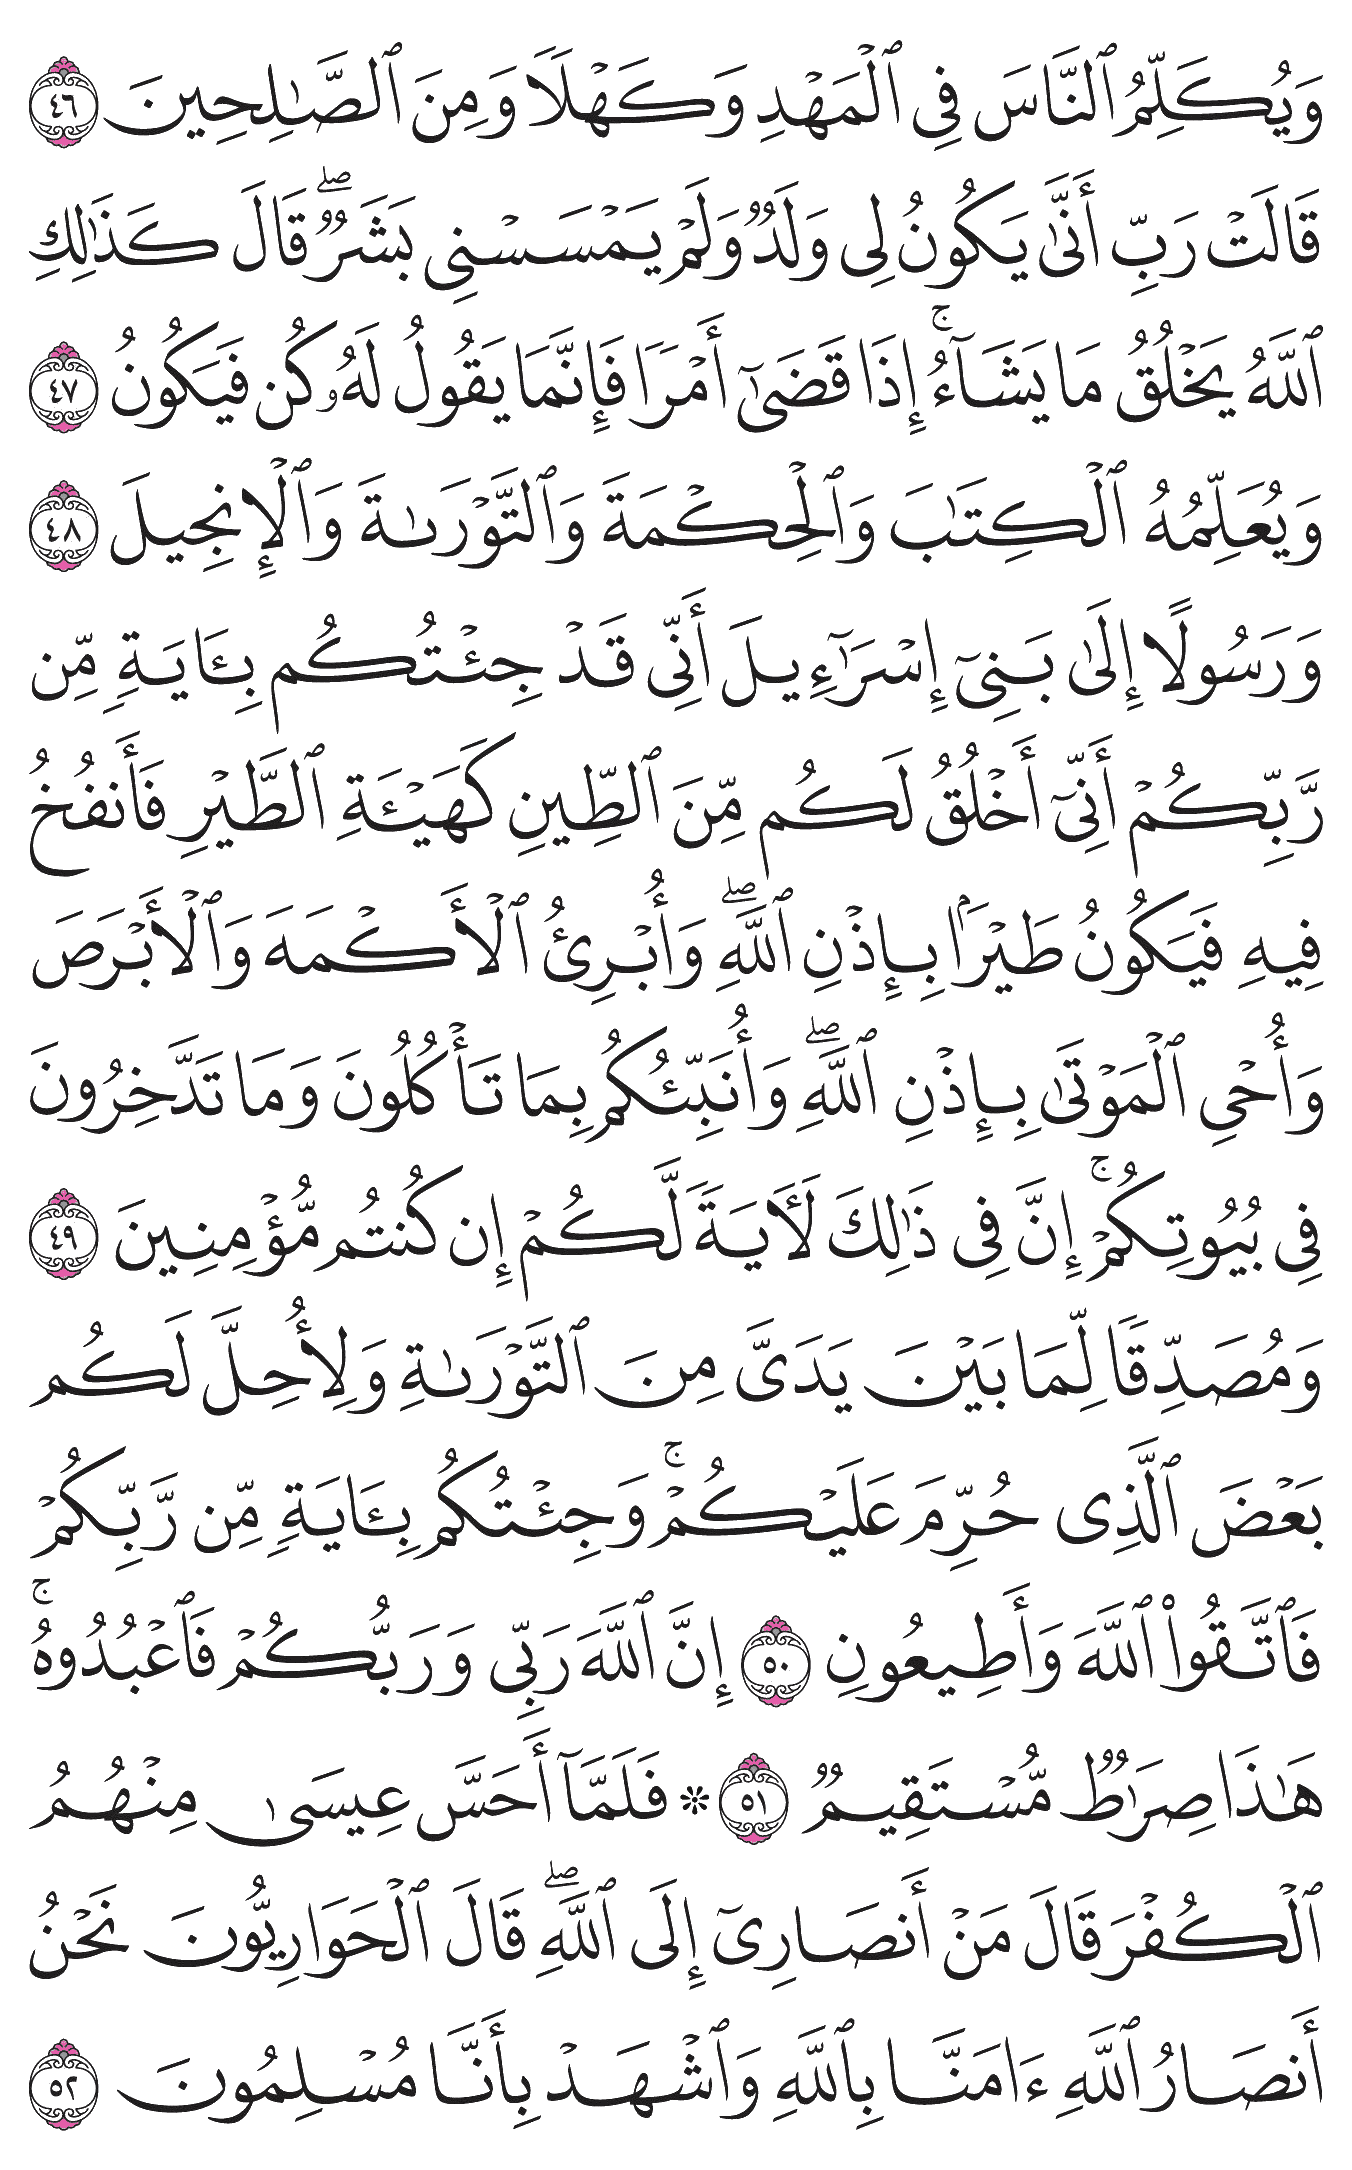 وَيُكَلِّمُ ٱلنَّاسَ فِي ٱلۡمَهۡدِ وَكَهۡلٗا وَمِنَ ٱلصَّٰلِحِينَ ٤٦
قَالَتۡ رَبِّ أَنَّىٰ يَكُونُ لِي وَلَدٞ وَلَمۡ يَمۡسَسۡنِي بَشَرٞۖ قَالَ كَذَٰلِكِ
ٱللَّهُ يَخۡلُقُ مَا يَشَآءُۚ إِذَا قَضَىٰٓ أَمۡرٗا فَإِنَّمَا يَقُولُ لَهُۥ كُن فَيَكُونُ ٤٧
وَيُعَلِّمُهُ ٱلۡكِتَٰبَ وَٱلۡحِكۡمَةَ وَٱلتَّوۡرَىٰةَ وَٱلۡإِنجِيلَ ٤٨
وَرَسُولًا إِلَىٰ بَنِيٓ إِسۡرَٰٓءِيلَ أَنِّي قَدۡ جِئۡتُكُم بِـَٔايَةٖ مِّن
رَّبِّكُمۡ أَنِّيٓ أَخۡلُقُ لَكُم مِّنَ ٱلطِّينِ كَهَيۡـَٔةِ ٱلطَّيۡرِ فَأَنفُخُ
فِيهِ فَيَكُونُ طَيۡرَۢا بِإِذۡنِ ٱللَّهِۖ وَأُبۡرِئُ ٱلۡأَكۡمَهَ وَٱلۡأَبۡرَصَ
وَأُحۡيِ ٱلۡمَوۡتَىٰ بِإِذۡنِ ٱللَّهِۖ وَأُنَبِّئُكُم بِمَا تَأۡكُلُونَ وَمَا تَدَّخِرُونَ
فِي بُيُوتِكُمۡۚ إِنَّ فِي ذَٰلِكَ لَأٓيَةٗ لَّكُمۡ إِن كُنتُم مُّؤۡمِنِينَ ٤٩
وَمُصَدِّقٗا لِّمَا بَيۡنَ يَدَيَّ مِنَ ٱلتَّوۡرَىٰةِ وَلِأُحِلَّ لَكُم
بَعۡضَ ٱلَّذِي حُرِّمَ عَلَيۡكُمۡۚ وَجِئۡتُكُم بِـَٔايَةٖ مِّن رَّبِّكُمۡ
فَٱتَّقُواْ ٱللَّهَ وَأَطِيعُونِ ٥٠ إِنَّ ٱللَّهَ رَبِّي وَرَبُّكُمۡ فَٱعۡبُدُوهُۚ
هَٰذَا صِرَٰطٞ مُّسۡتَقِيمٞ ٥١ ۞ فَلَمَّآ أَحَسَّ عِيسَىٰ مِنۡهُمُ
ٱلۡكُفۡرَ قَالَ مَنۡ أَنصَارِيٓ إِلَى ٱللَّهِۖ قَالَ ٱلۡحَوَارِيُّونَ نَحۡنُ
أَنصَارُ ٱللَّهِ ءَامَنَّا بِٱللَّهِ وَٱشۡهَدۡ بِأَنَّا مُسۡلِمُونَ ٥٢